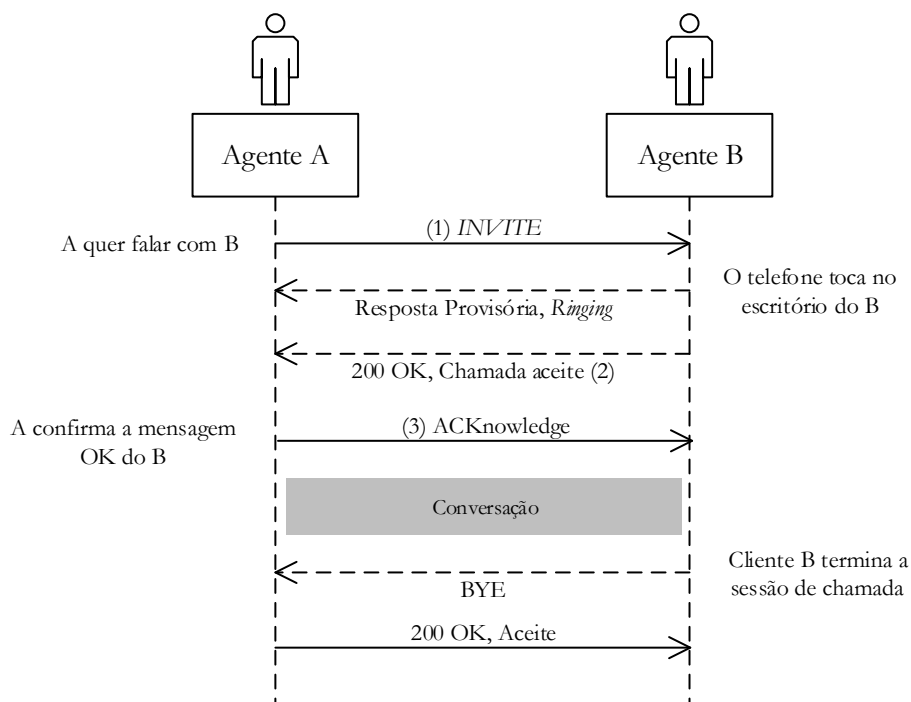 Agente A
Agente B
(1) INVITE
A quer falar com B
O telefone toca no
escritório do B
Resposta Provisória, Ringing
200 OK, Chamada aceite (2)
A confirma a mensagem
OK do B
(3) ACKnowledge
Conversação
Cliente B termina a
sessão de chamada
BYE
200 OK, Aceite